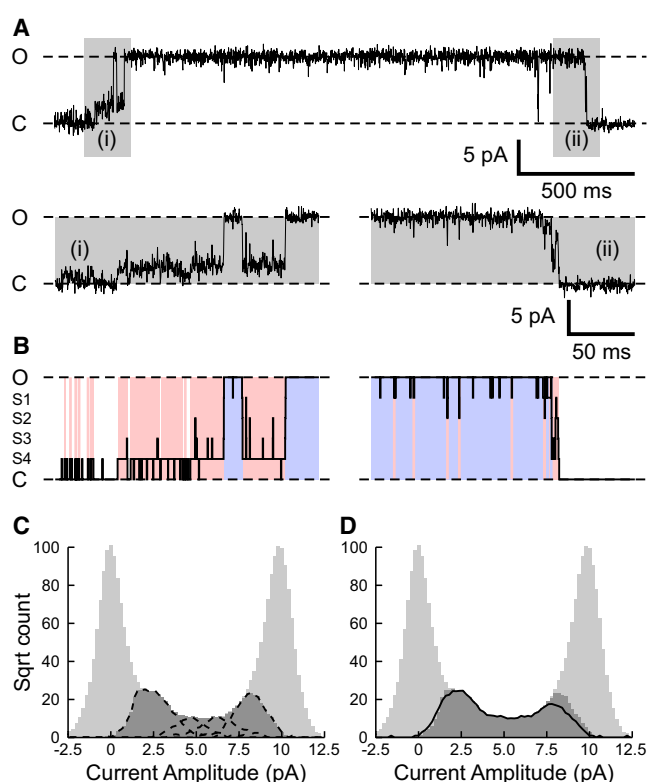 A
O
C
(i)
(ii)
5 pA
500 ms
O
C
(i)
(ii)
5 pA
50 ms
B
O
S1
S2
S3
S4
C
C
D
Sqrt count
100
80
60
40
20
0
-2.5 0 2.5 5.0 7.5 10 12.5
Current Amplitude (pA)
100
80
60
40
20
0
-2.5 0 2.5 5.0 7.5 10 12.5
Current Amplitude (pA)